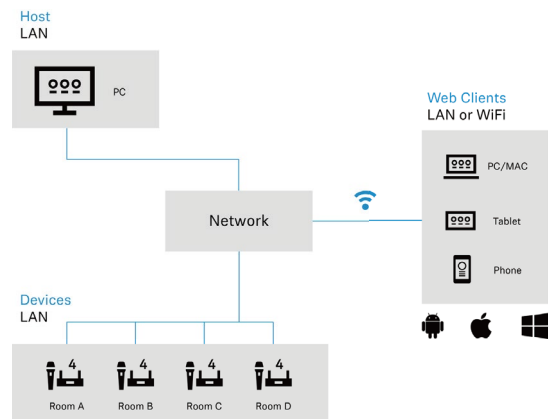 Host
LAN
PC
Web Clients
LAN or WiFi
PC/MAC
Tablet
Phone
Network
Devices
LAN
4 4 4 4
Room A Room B Room C Room D